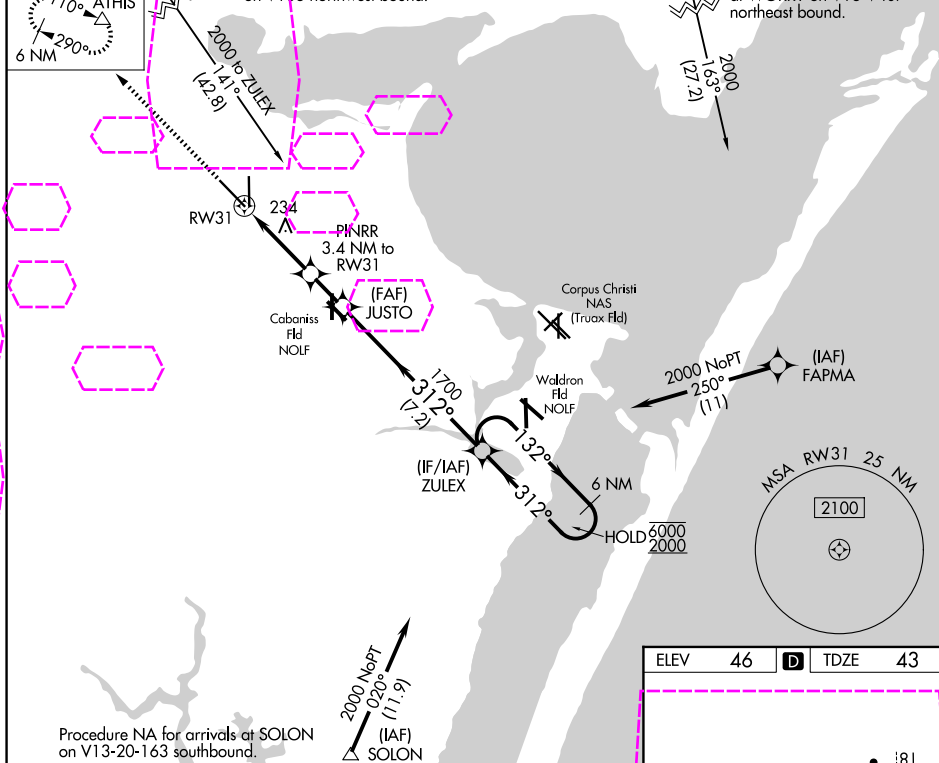 ATHIS
290°
6 NM
2000 to ZULEX
141°
(42.8)
northeast bound.
2000
163°
(27.2)
RW31
234
PINRR
3.4 NM to
RW31
(FAF)
JUSTO
Cabaniss
Fld
NOLF
Corpus Christi
NAS
(Truax Fld)
1700
312°
(7.2)
Waldron
Fld
NOLF
2000 NoPT
250°
(11)
(IAF)
FAPMA
(IF/IAF)
ZULEX
132°
312°
6 NM
HOLD 6000
2000
MSA RW31 25 NM
2100
2000 NoPT
020°
(11.9)
(IAF)
SOLON
Procedure NA for arrivals at SOLON
on V13-20-163 southbound.
ELEV 46 D TDZE 43